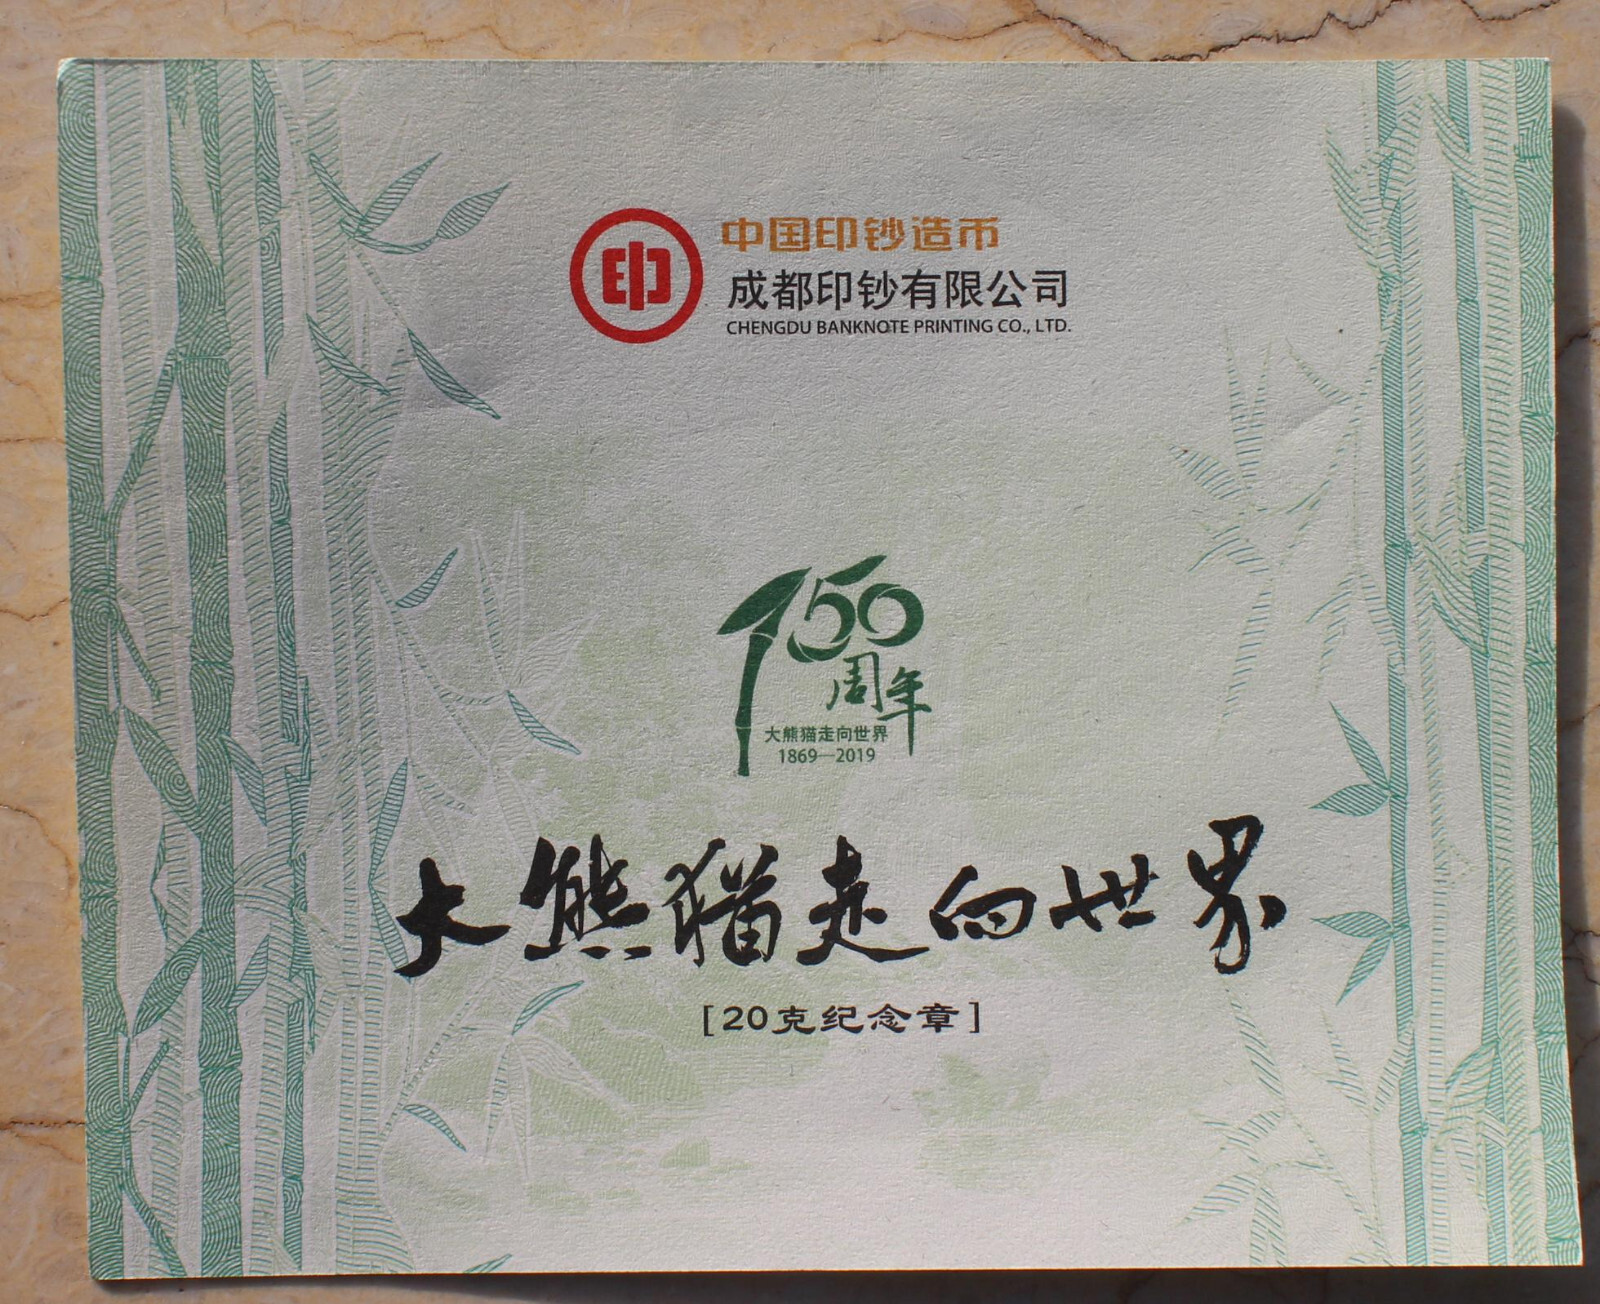 印
中国印钞造币
成都印钞有限公司
CHENGDU BANKNOTE PRINTING CO., LTD.
150
周年
大熊猫走向世界
1869—2019
大熊猫走向世界
[20克纪念章]